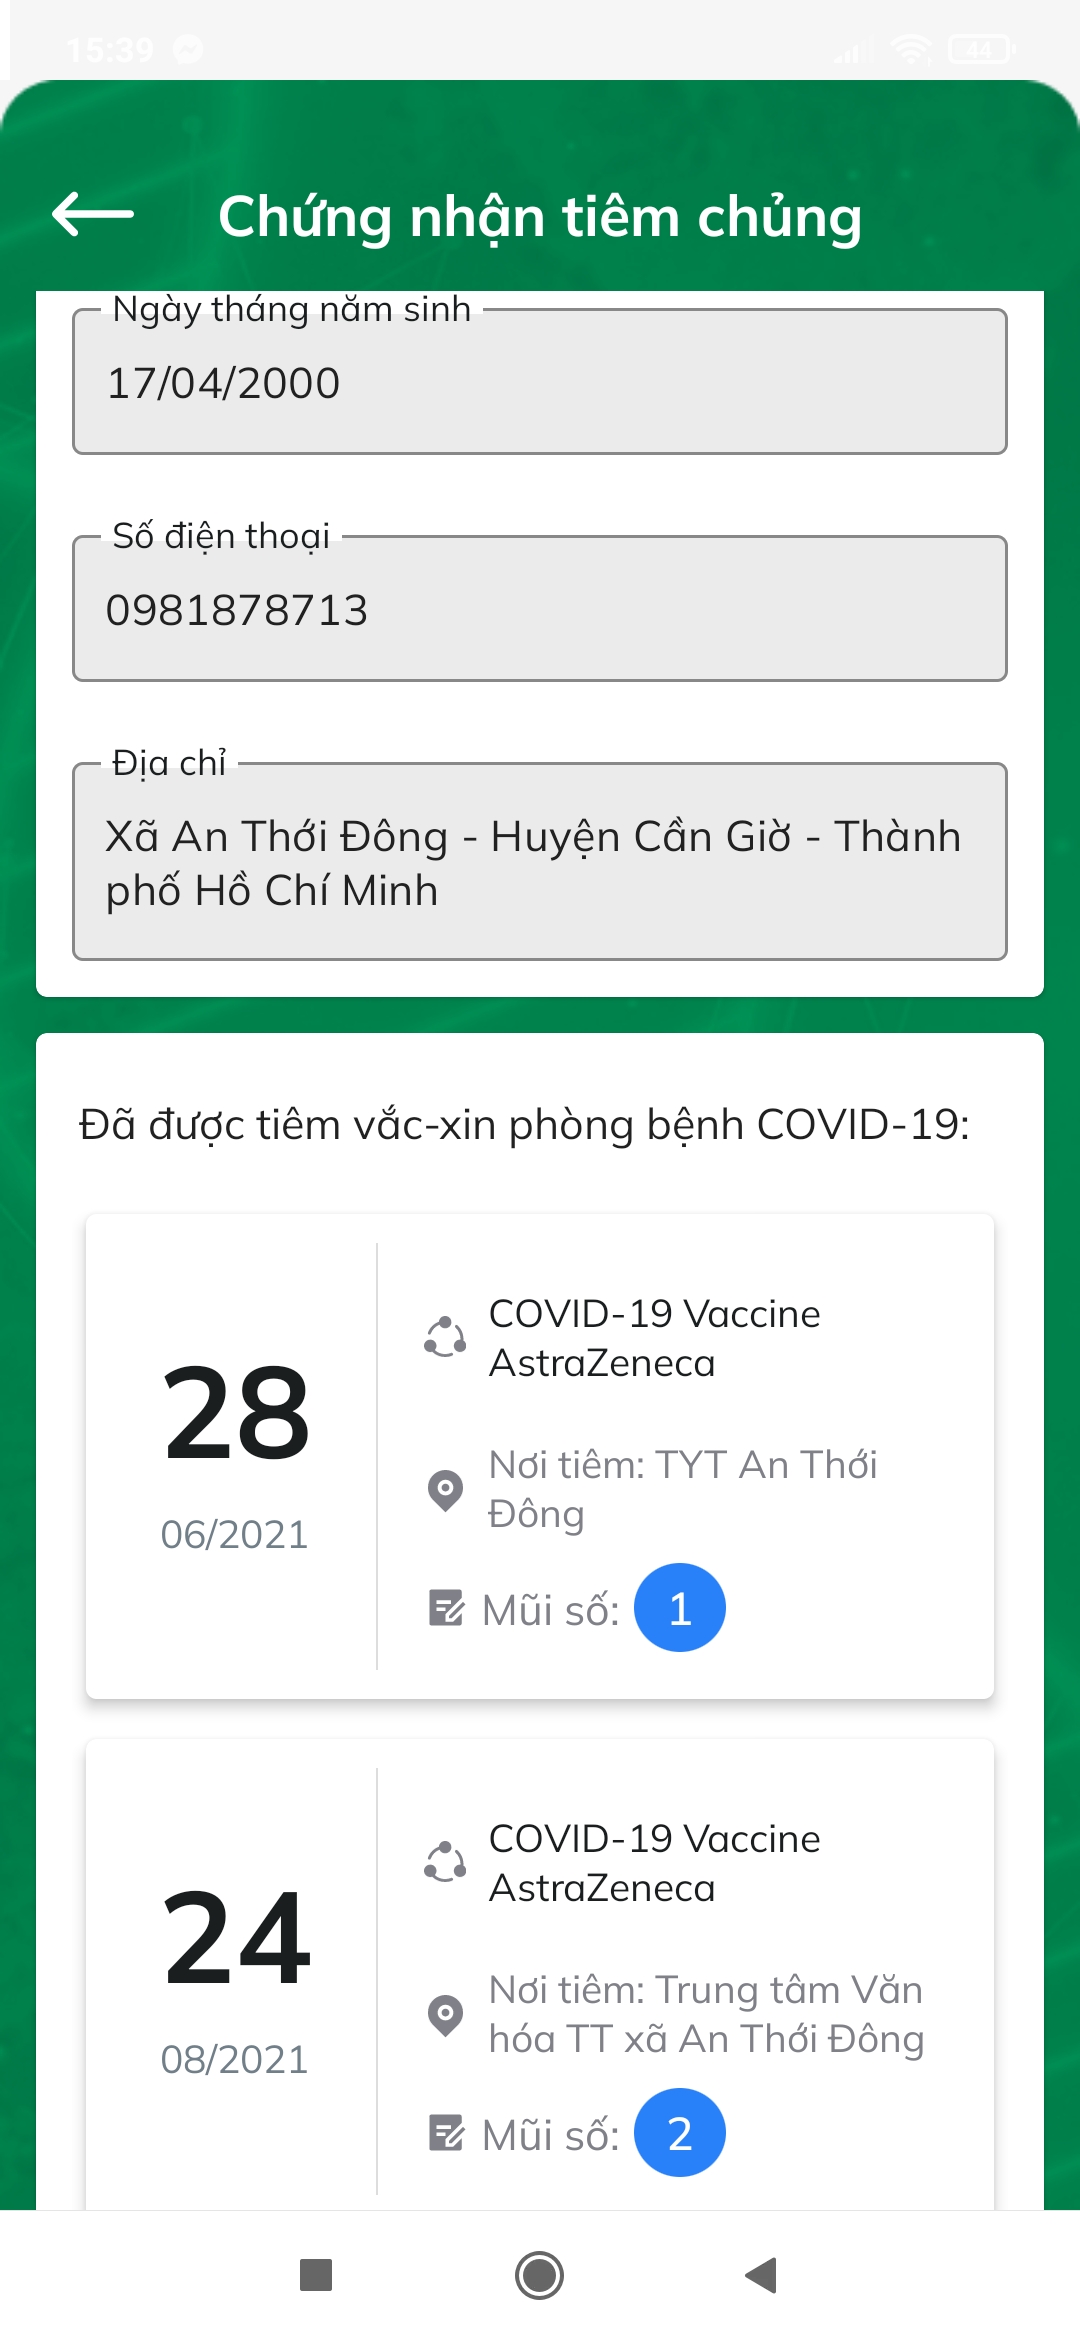 15:39
44
Chứng nhận tiêm chủng
Ngày tháng năm sinh
17/04/2000
Số điện thoại
0981878713
Địa chỉ
Xã An Thới Đông - Huyện Cần Giờ - Thành
phố Hồ Chí Minh
Đã được tiêm vắc-xin phòng bệnh COVID-19:
28
06/2021
COVID-19 Vaccine
AstraZeneca
Nơi tiêm: TYT An Thới
Đông
Mũi số: 1
24
08/2021
COVID-19 Vaccine
AstraZeneca
Nơi tiêm: Trung tâm Văn
hóa TT xã An Thới Đông
Mũi số: 2